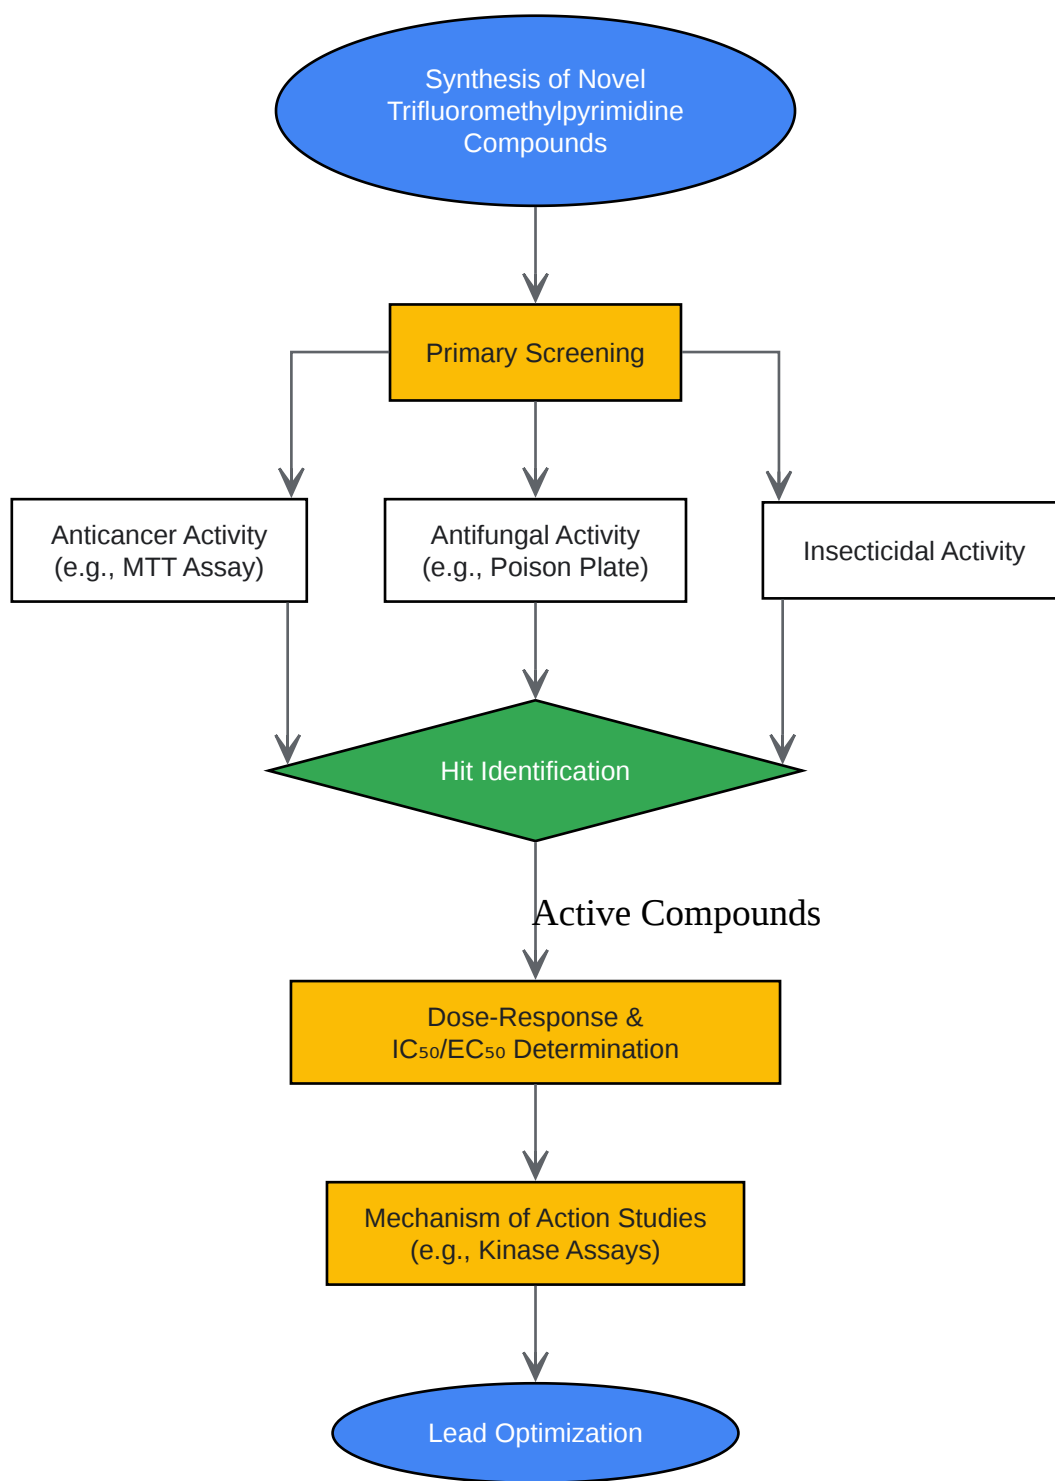 Synthesis of Novel
Trifluoromethylpyrimidine
Compounds
Primary Screening
Anticancer Activity
(e.g., MTT Assay)
Antifungal Activity
(e.g., Poison Plate)
Insecticidal Activity
Hit Identification
Active Compounds
Dose-Response &
IC₅₀/EC₅₀ Determination
Mechanism of Action Studies
(e.g., Kinase Assays)
Lead Optimization